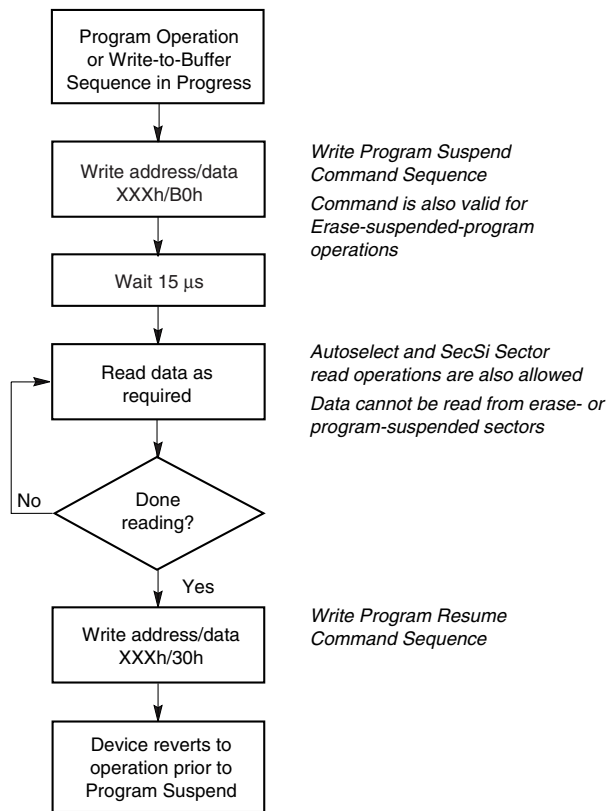 Program Operation
or Write-to-Buffer
Sequence in Progress
Write address/data
XXXh/B0h
Write Program Suspend
Command Sequence
Command is also valid for
Erase-suspended-program
operations
Wait 15 μs
Read data as
required
Autoselect and SecSi Sector
read operations are also allowed
Data cannot be read from erase- or
program-suspended sectors
No
Done
reading?
Yes
Write address/data
XXXh/30h
Write Program Resume
Command Sequence
Device reverts to
operation prior to
Program Suspend